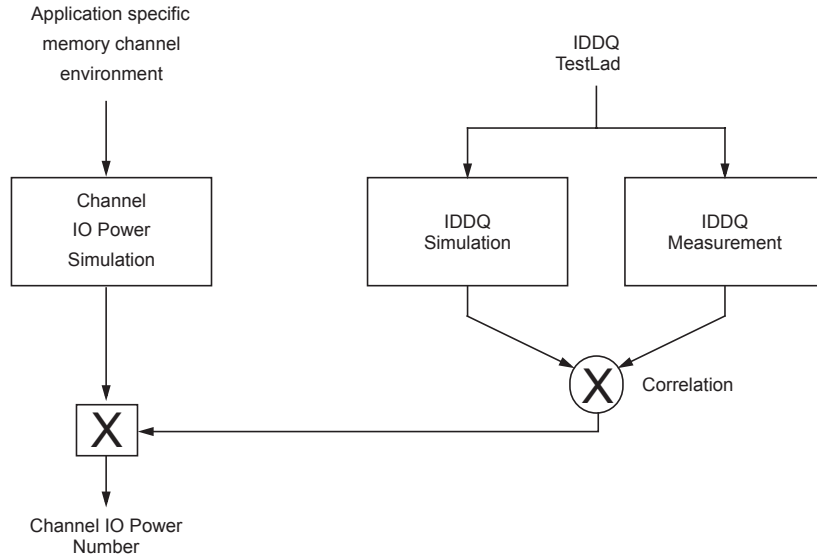 Application specific
memory channel
environment
IDDQ
TestLad
Channel
IO Power
Simulation
IDDQ
Simulation
IDDQ
Measurement
X
Correlation
X
Channel IO Power
Number